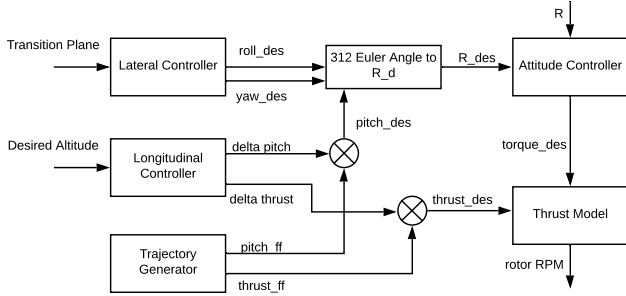 R
Transition Plane
Lateral Controller
roll_des
yaw_des
312 Euler Angle to
R_d
R_des
Attitude Controller
pitch_des
Desired Altitude
Longitudinal
Controller
delta pitch
delta thrust
torque_des
thrust_des
Thrust Model
Trajectory
Generator
pitch_ff
thrust_ff
rotor RPM